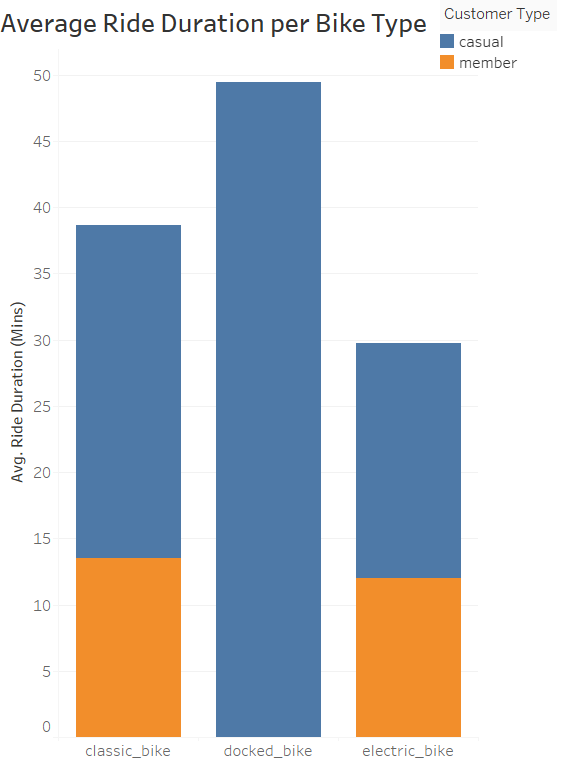 Average Ride Duration per Bike Type
Customer Type
casual
member
Avg. Ride Duration (Mins)
50
45
40
35
30
25
20
15
10
5
0
classic_bike docked_bike electric_bike